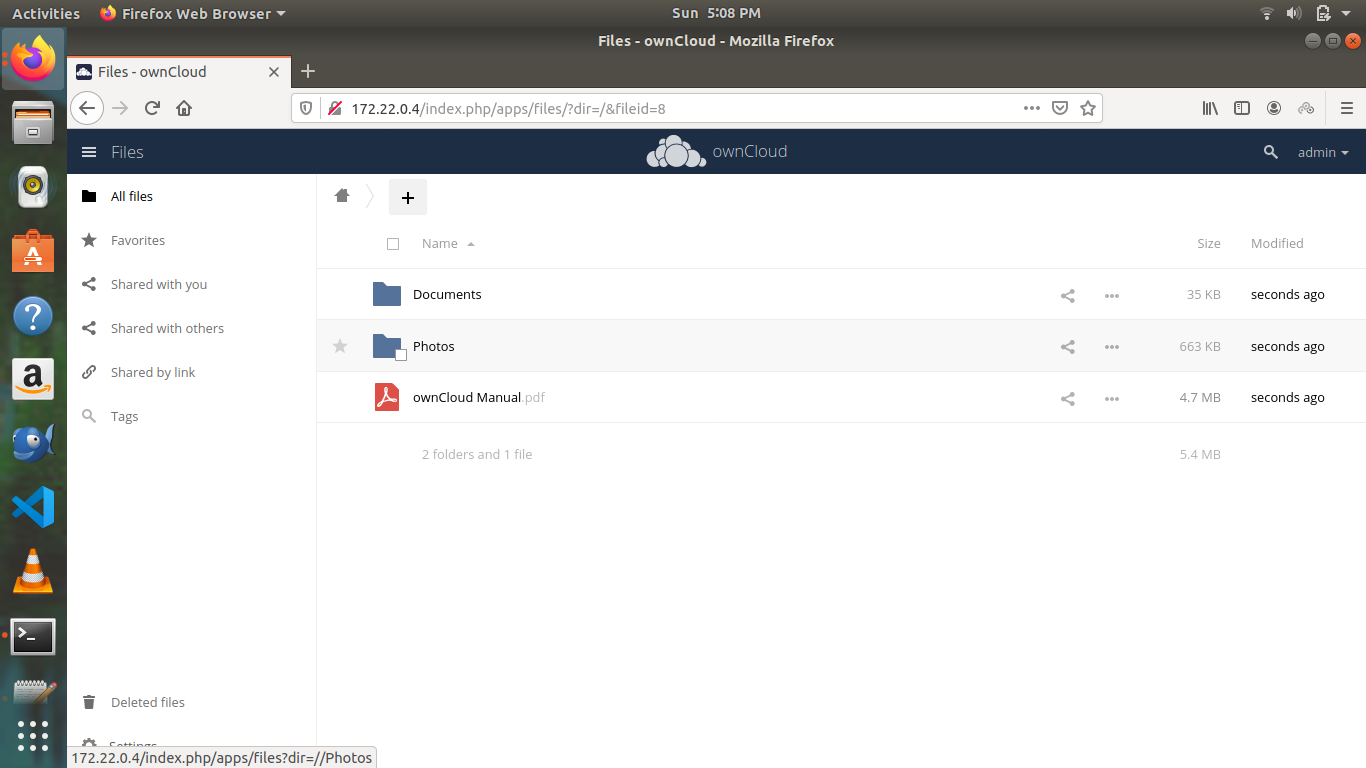 Activities Firefox Web Browser Sun 5:08 PM
Files - ownCloud - Mozilla Firefox
Files - ownCloud
172.22.0.4/index.php/apps/files/?dir=/&fileid=8
Files ownCloud admin
All files
Favorites
Shared with you
Shared with others
Shared by link
Tags
Deleted files
Settings
Name Size Modified
Documents 35 KB seconds ago
Photos 663 KB seconds ago
ownCloud Manual.pdf 4.7 MB seconds ago
2 folders and 1 file 5.4 MB
172.22.0.4/index.php/apps/files?dir=//Photos